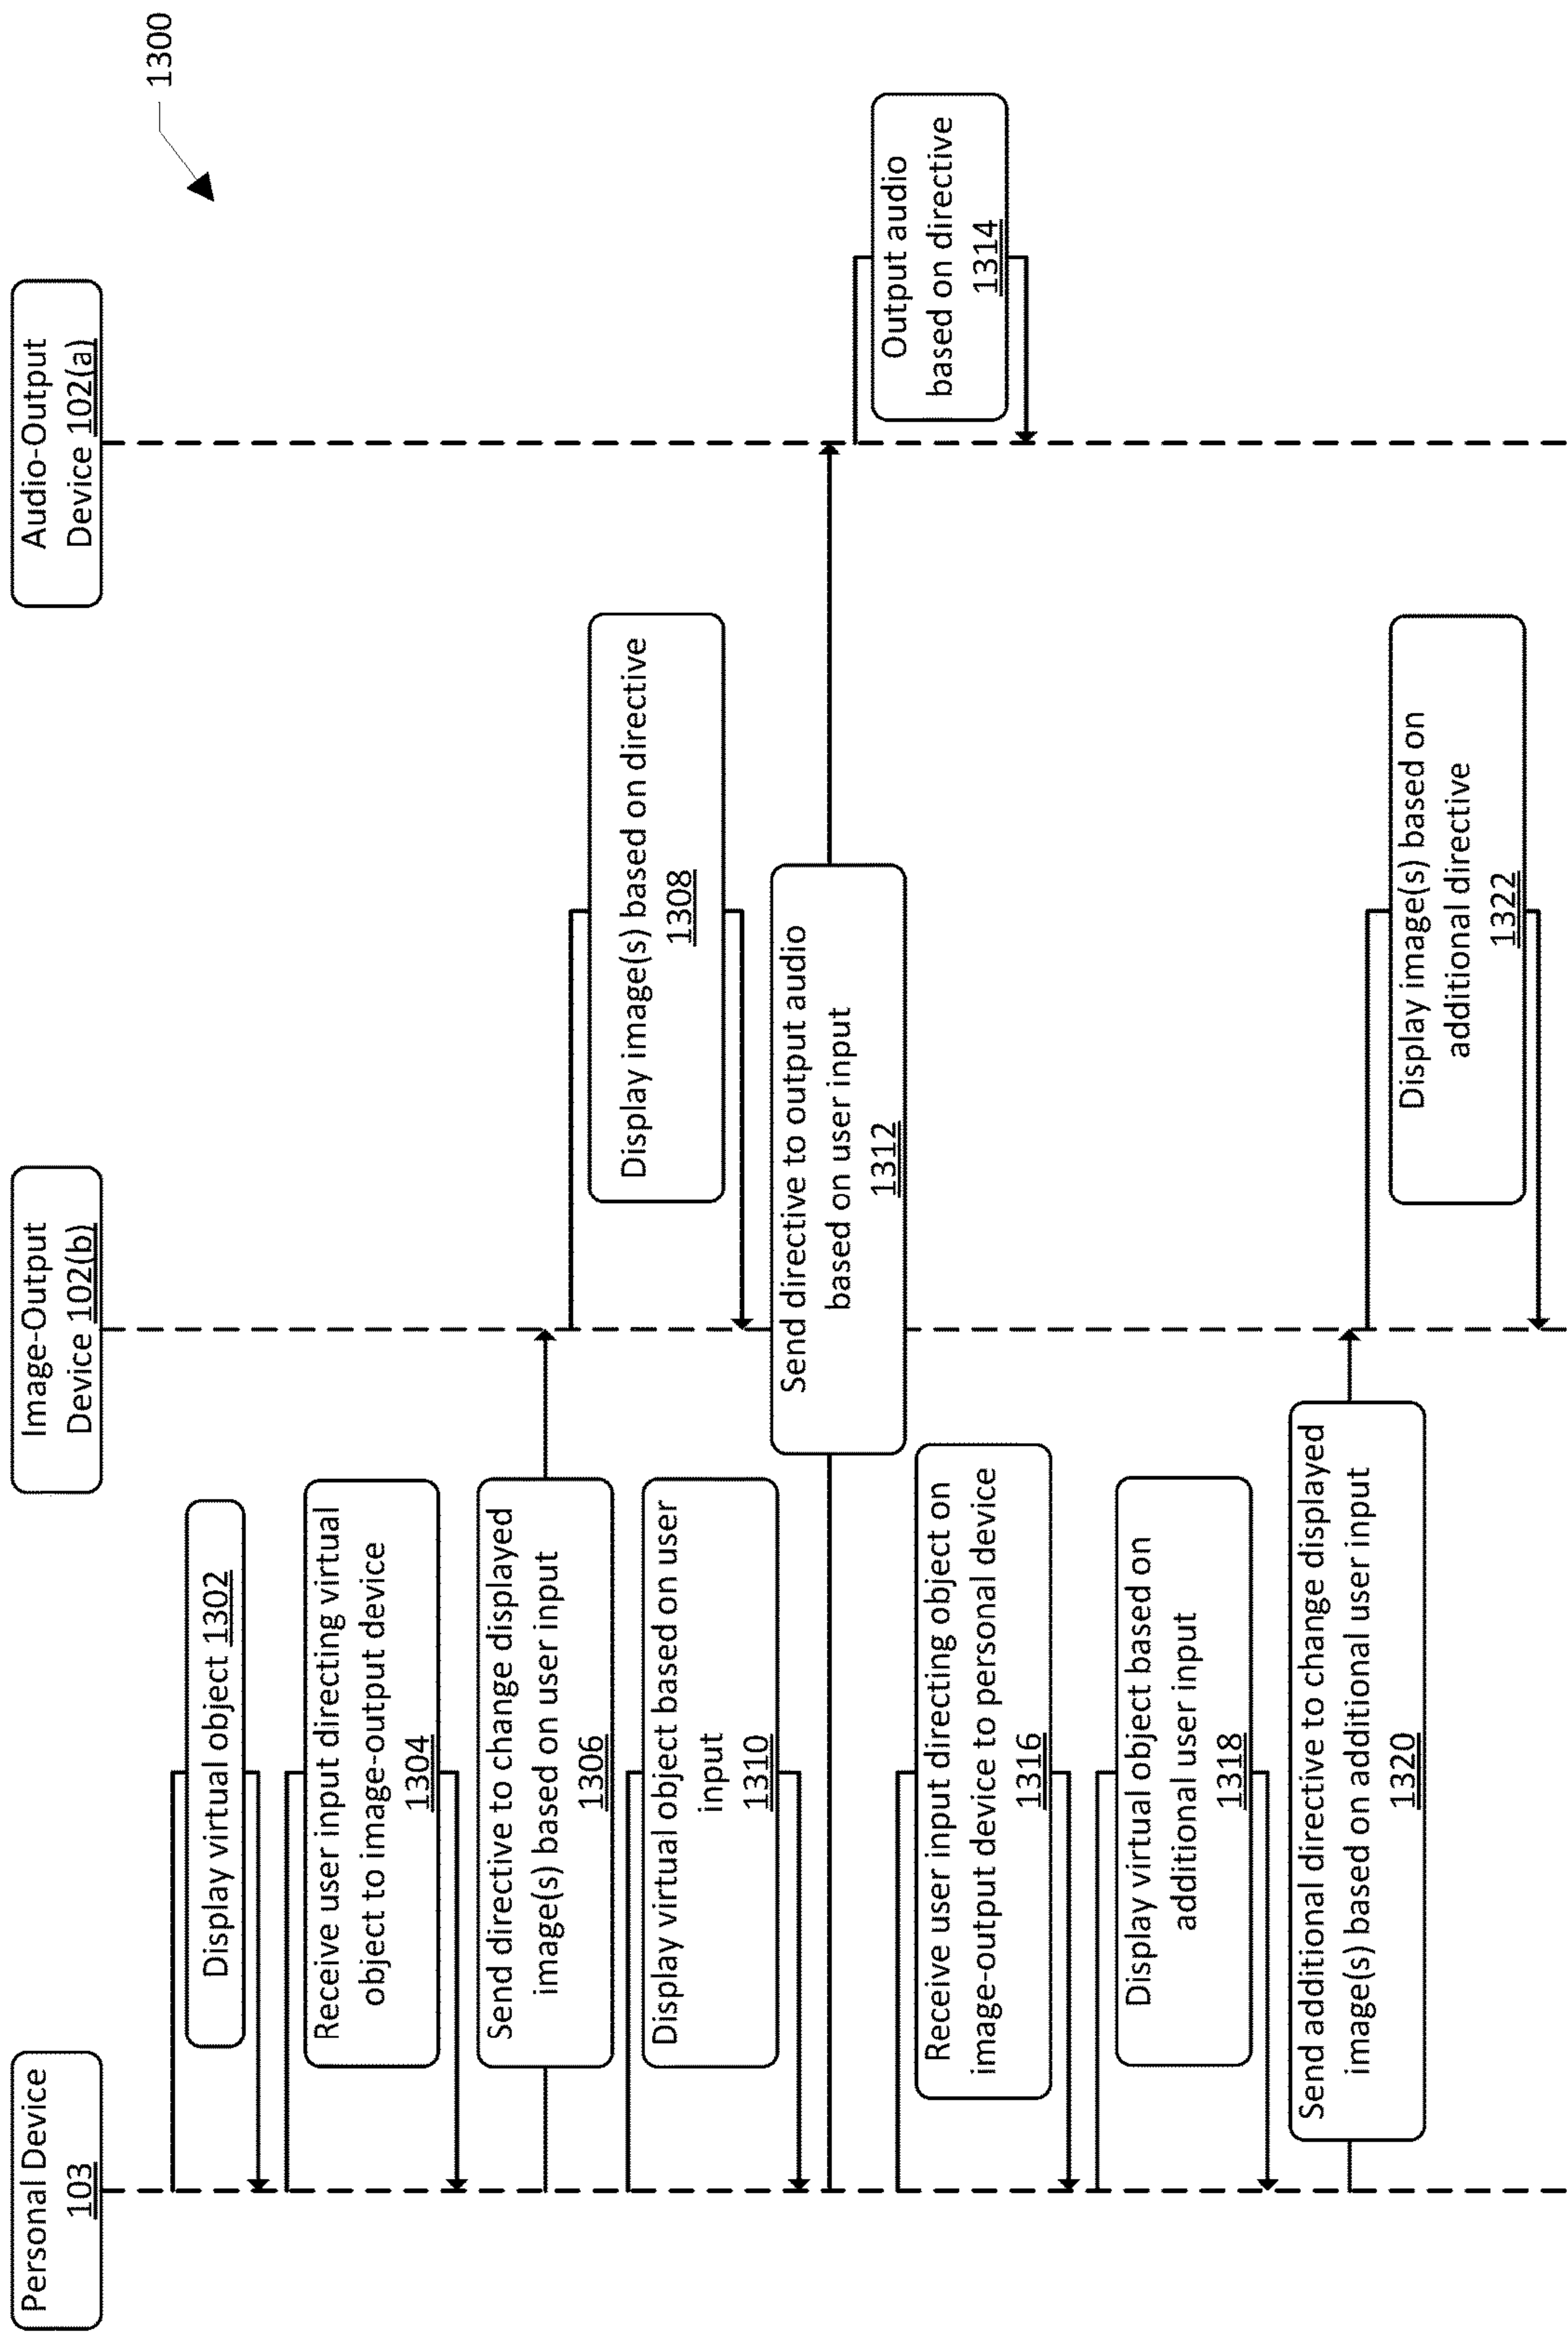 1300
Personal Device
103
Image-Output
Device 102(b)
Audio-Output
Device 102(a)
Display virtual object 1302
Receive user input directing virtual
object to image-output device
1304
Send directive to change displayed
image(s) based on user input
1306
Display image(s) based on directive
1308
Display virtual object based on user
input
1310
Send directive to output audio
based on user input
1312
Output audio
based on directive
1314
Receive user input directing object on
image-output device to personal device
1316
Display virtual object based on
additional user input
1318
Send additional directive to change displayed
image(s) based on additional user input
1320
Display image(s) based on
additional directive
1322